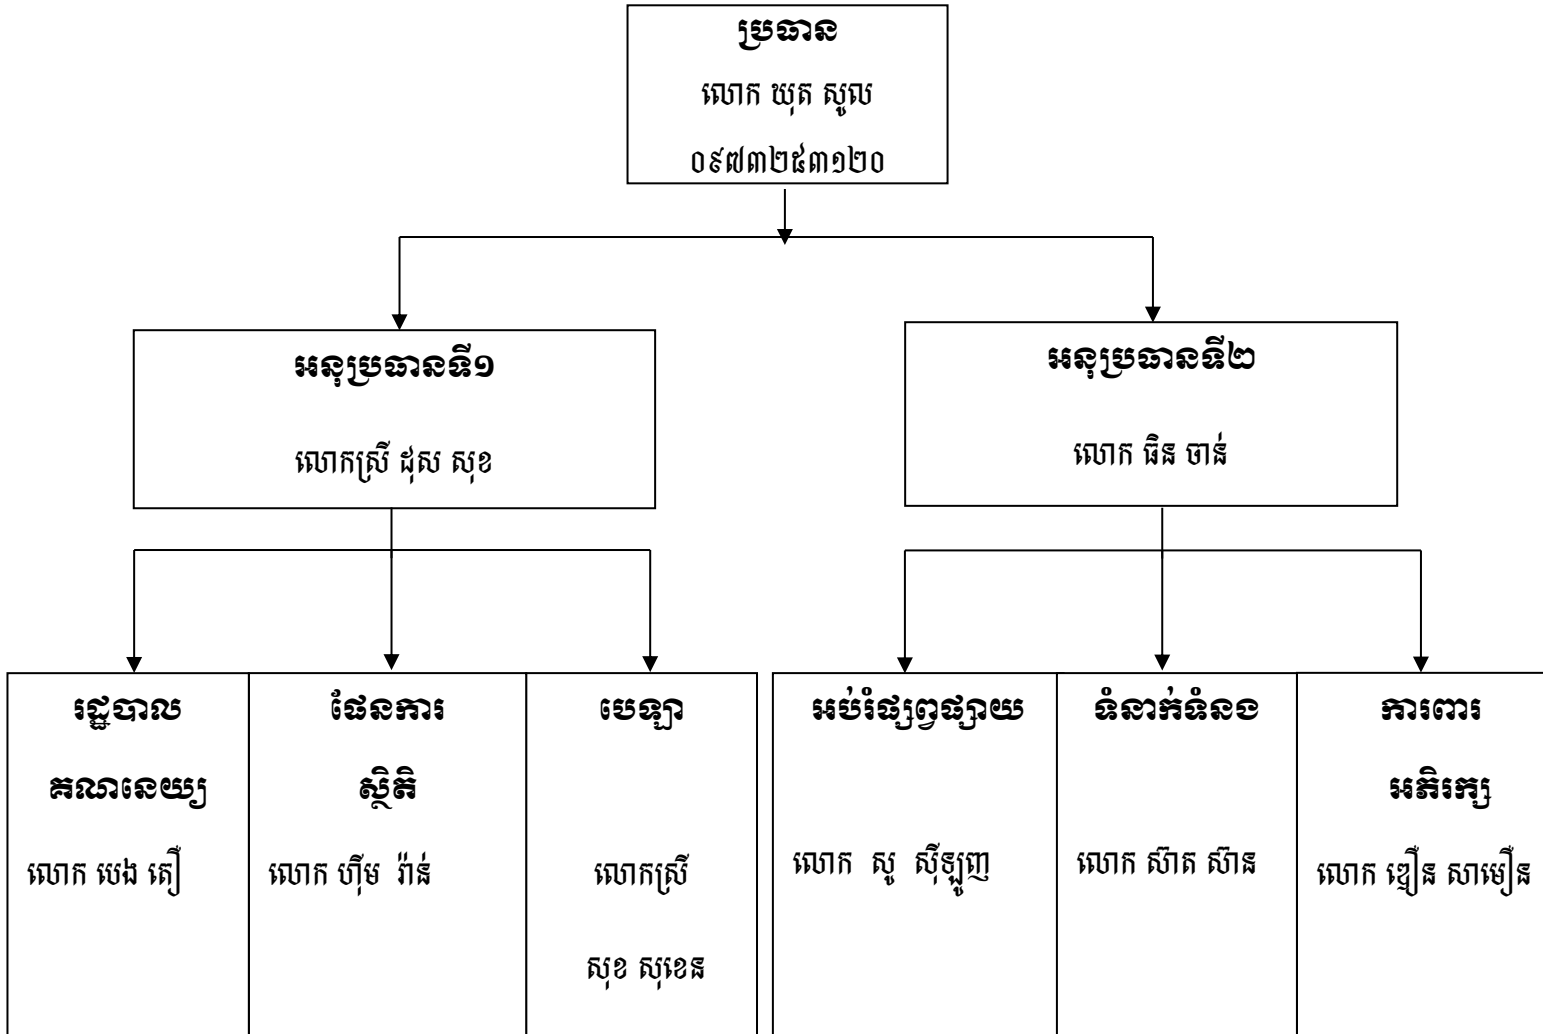 ប្រធាន
លោក ឃុត សូល
០៩៧៣២៥៣១២០
អនុប្រធានទី១
លោកស្រី ដុស សុខ
អនុប្រធានទី២
លោក ធិន ចាន់
រដ្ឋបាល
គណនេយ្យ
លោក បេង តឿ
ផែនការ
ស្ថិតិ
លោក ហ៊ីម រ៉ាន់
បេឡា
លោកស្រី
សុខ សុខេន
អប់រំផ្សព្វផ្សាយ
លោក សូ ស៊ីឡូញ
ទំនាក់ទំនង
លោក ស៊ាត ស៊ាន
ការពារ
អភិរក្ស
លោក ឌឿន សាមឿន